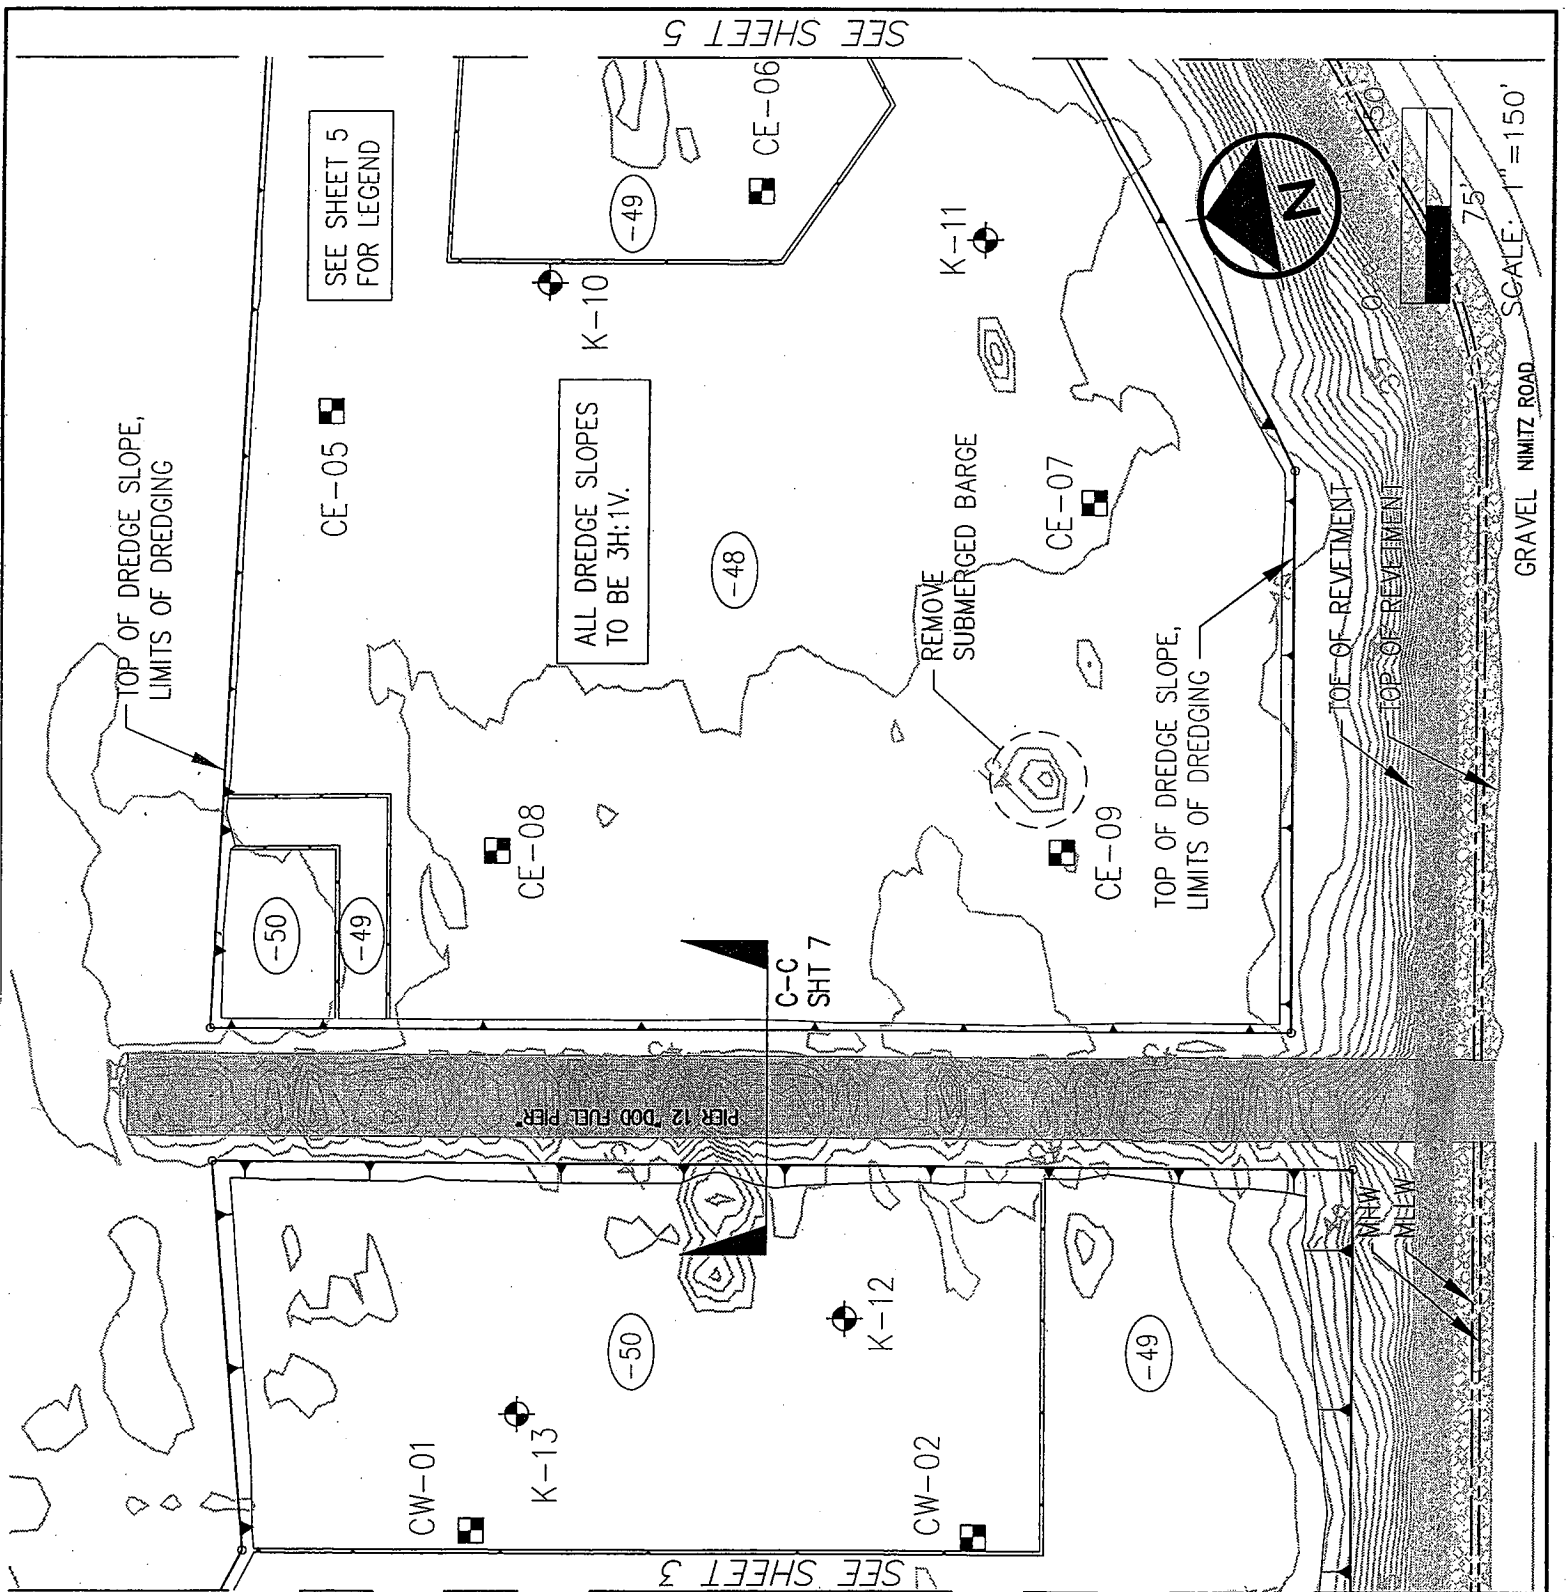 SEE SHEET 5
SEE SHEET 5
FOR LEGEND
TOP OF DREDGE SLOPE,
LIMITS OF DREDGING
CE-05
K-10
-49
CE-06
K-11
N
0
75'
150'
SCALE: 1"=150'
ALL DREDGE SLOPES
TO BE 3H:1V.
-48
REMOVE
SUBMERGED BARGE
CE-07
TOP OF DREDGE SLOPE,
LIMITS OF DREDGING
TOE OF REVETMENT
TOP OF REVETMENT
GRAVEL
NIMITZ ROAD
-50
-49
CE-08
CE-09
C-C
SHT 7
PIER 12 "DOD FUEL PIER"
MHW
MLLW
-50
K-12
-49
K-13
CW-01
CW-02
SEE SHEET 3